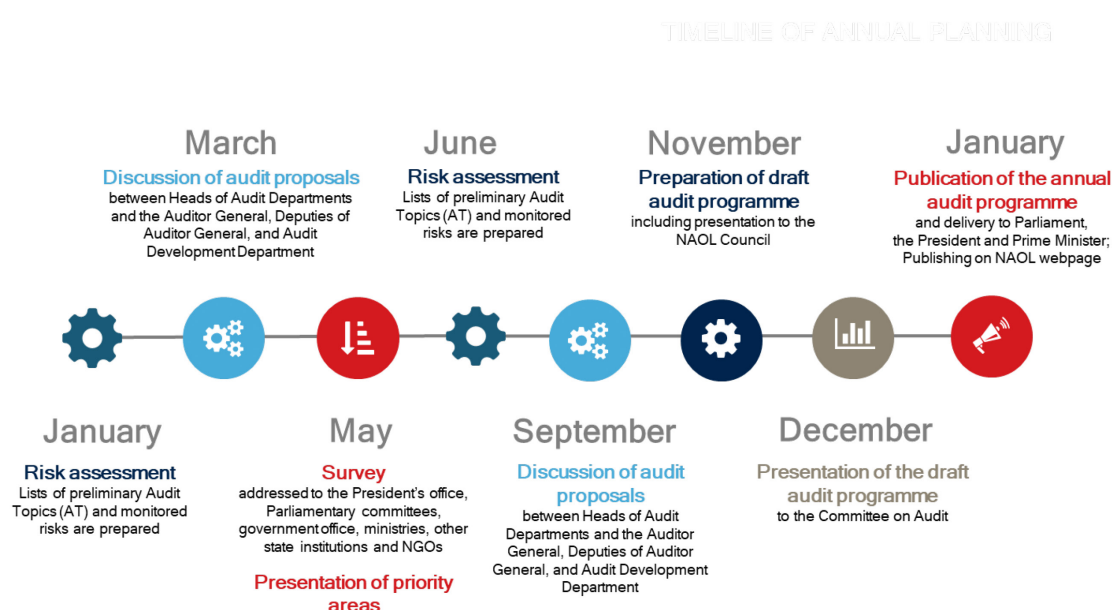 TIMELINE OF ANNUAL PLANNING
March
Discussion of audit proposals
between Heads of Audit Departments
and the Auditor General, Deputies of
Auditor General, and Audit
Development Department
June
Risk assessment
Lists of preliminary Audit
Topics (AT) and monitored
risks are prepared
November
Preparation of draft
audit programme
including presentation to the
NAOL Council
January
Publication of the annual
audit programme
and delivery to Parliament,
the President and Prime Minister;
Publishing on NAOL webpage
January
Risk assessment
Lists of preliminary Audit
Topics (AT) and monitored
risks are prepared
May
Survey
addressed to the President's office,
Parliamentary committees,
government office, ministries, other
state institutions and NGOs
Presentation of priority
areas
September
Discussion of audit
proposals
between Heads of Audit
Departments and the Auditor
General, Deputies of Auditor
General, and Audit Development
Department
December
Presentation of the draft
audit programme
to the Committee on Audit